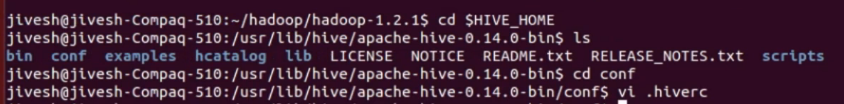 jivesh@jivesh-Compaq-510:~/hadoop/hadoop-1.2.1$ cd $HIVE_HOME
jivesh@jivesh-Compaq-510:/usr/lib/hive/apache-hive-0.14.0-bin$ ls
bin conf examples hcatalog lib LICENSE NOTICE README.txt RELEASE_NOTES.txt scripts
jivesh@jivesh-Compaq-510:/usr/lib/hive/apache-hive-0.14.0-bin$ cd conf
jivesh@jivesh-Compaq-510:/usr/lib/hive/apache-hive-0.14.0-bin/conf$ vi .hiverc